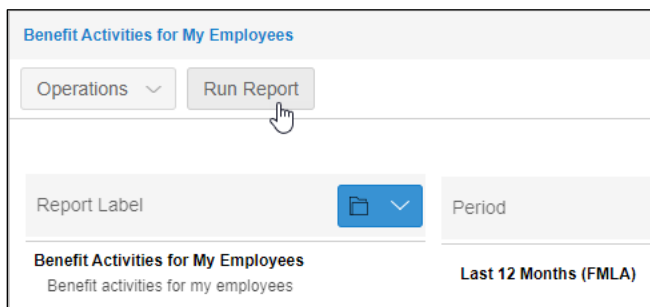 Benefit Activities for My Employees
Operations Run Report
Report Label Period
Benefit Activities for My Employees
Benefit activities for my employees
Last 12 Months (FMLA)